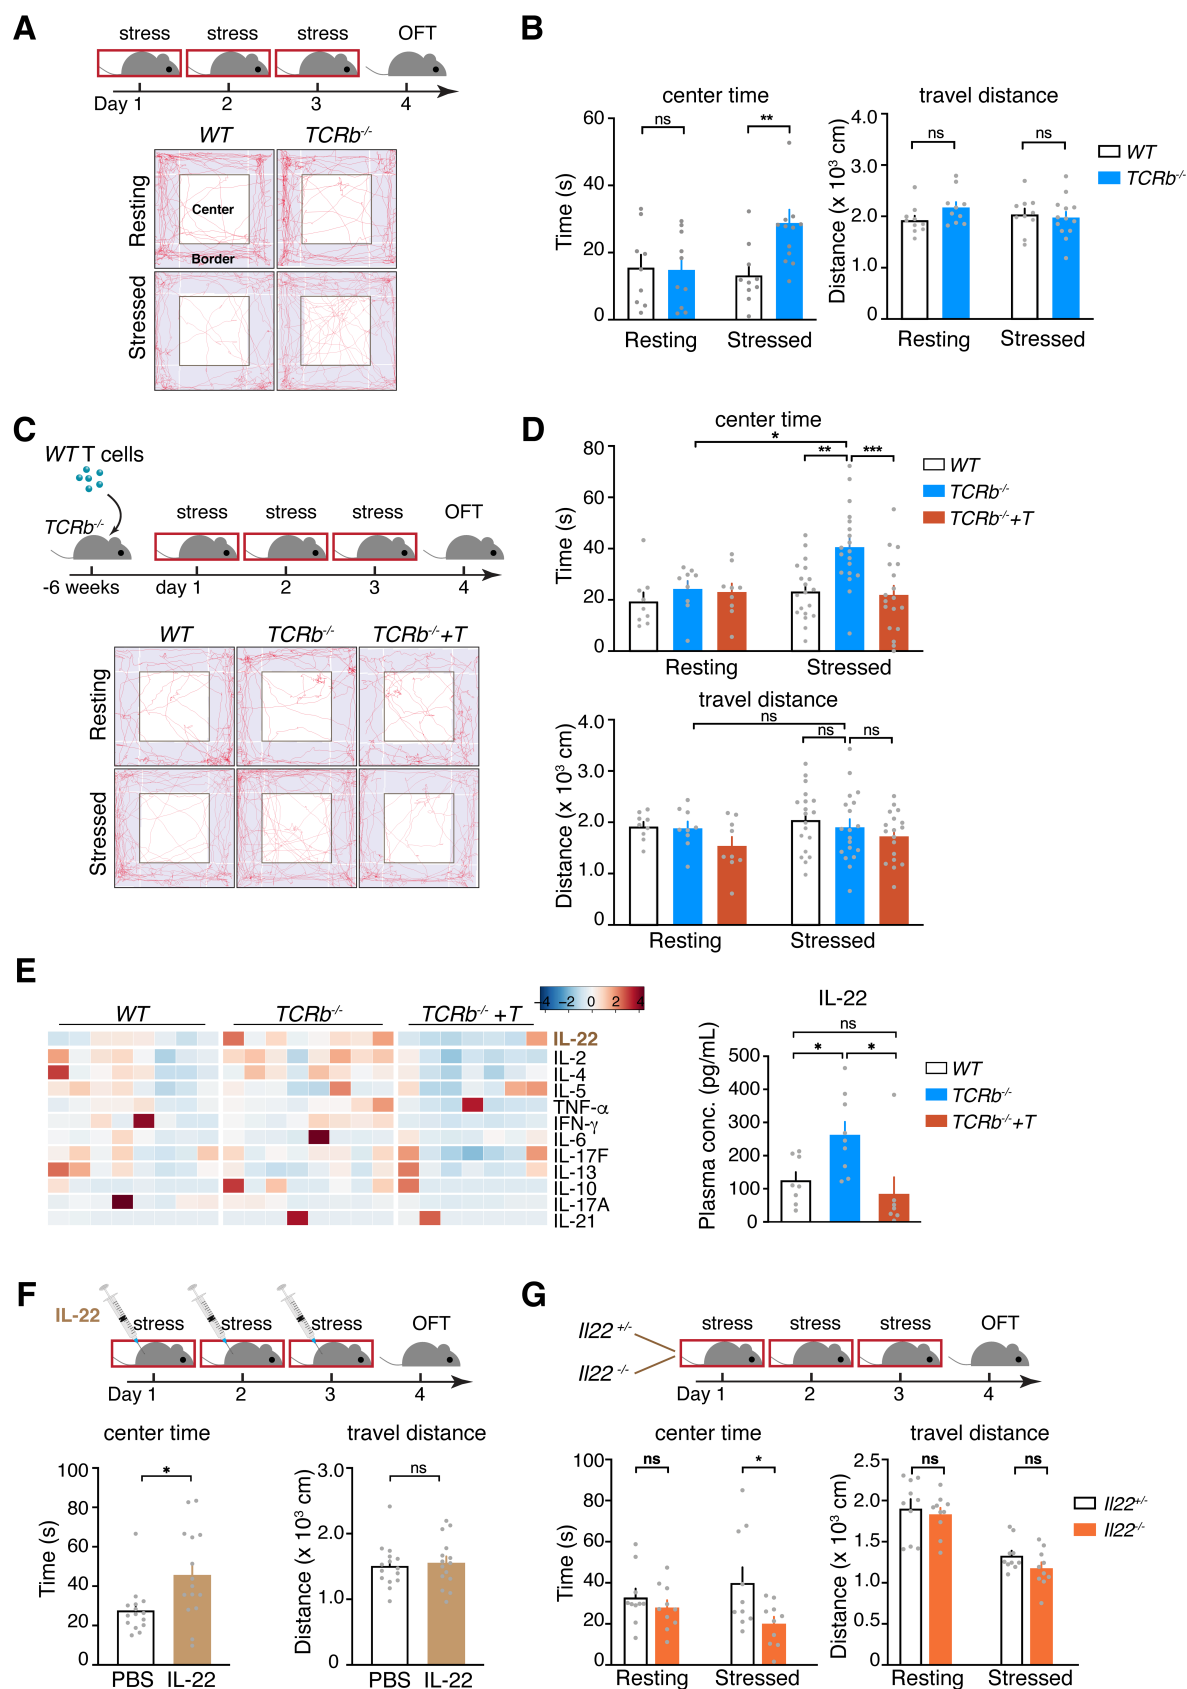 A
stress stress stress OFT
Day 1 2 3 4
WT TCRb-/-
Resting
Center
Border
Stressed
B
center time
ns **
Time (s)
60
40
20
0
Resting Stressed
travel distance
ns ns
Distance (x 10³ cm)
4.0
3.0
2.0
1.0
0
Resting Stressed
WT
TCRb-/-
C
WT T cells
TCRb-/-
stress stress stress OFT
-6 weeks day 1 2 3 4
WT TCRb-/- TCRb-/-+T
Resting
Stressed
D
center time
*
** ***
Time (s)
80
60
40
20
0
Resting Stressed
WT
TCRb-/-
TCRb-/-+T
travel distance
ns
ns ns
Distance (x 10³ cm)
4.0
3.0
2.0
1.0
0
Resting Stressed
E
−4 −2 0 2 4
WT TCRb-/- TCRb-/- +T
IL-22
IL-2
IL-4
IL-5
TNF-α
IFN-γ
IL-6
IL-17F
IL-13
IL-10
IL-17A
IL-21
IL-22
ns
* *
Plasma conc. (pg/mL)
500
400
300
200
100
0
WT
TCRb-/-
TCRb-/-+T
F
IL-22
stress stress stress OFT
Day 1 2 3 4
center time
*
Time (s)
100
80
60
40
20
0
PBS IL-22
travel distance
ns
Distance (x 10³ cm)
3.0
2.0
1.0
0
PBS IL-22
G
Il22 +/-
Il22 -/-
stress stress stress OFT
Day 1 2 3 4
center time
ns *
Time (s)
100
80
60
40
20
0
Resting Stressed
travel distance
ns ns
Distance (x 10³ cm)
2.5
2.0
1.5
1.0
0.5
0
Resting Stressed
Il22+/-
Il22-/-